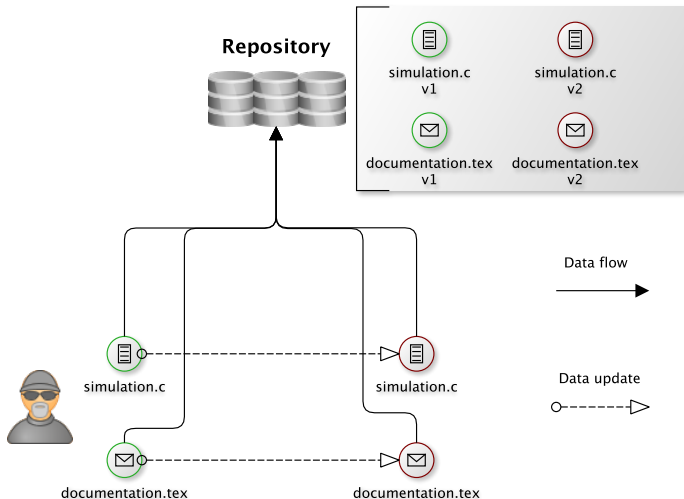 Repository
simulation.c
v1
simulation.c
v2
documentation.tex
v1
documentation.tex
v2
Data flow
simulation.c
simulation.c
Data update
documentation.tex
documentation.tex